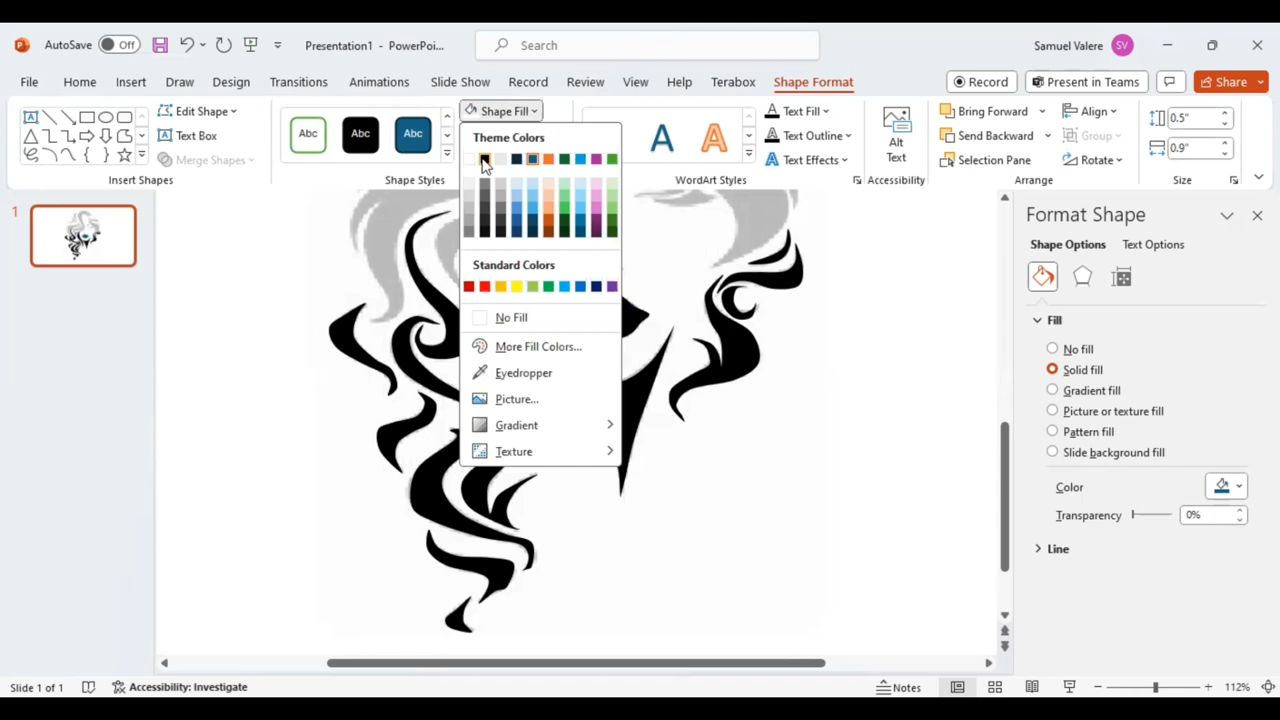 AutoSave Off Presentation1 - PowerPoi... Search Samuel Valere SV
File Home Insert Draw Design Transitions Animations Slide Show Record Review View Help Terabox Shape Format Record Present in Teams Share
Edit Shape
Text Box
Merge Shapes
Insert Shapes
Abc Abc Abc
Shape Styles
Shape Fill
Theme Colors
Standard Colors
No Fill
More Fill Colors...
Eyedropper
Picture...
Gradient
Texture
A A
Text Fill
Text Outline
Text Effects
WordArt Styles
Alt
Text
Accessibility
Bring Forward
Send Backward
Selection Pane
Align
Group
Rotate
Arrange
0.5"
0.9"
Size
1
Format Shape
Shape Options Text Options
Fill
No fill
Solid fill
Gradient fill
Picture or texture fill
Pattern fill
Slide background fill
Color
Transparency 0%
Line
Slide 1 of 1 Accessibility: Investigate Notes 112%